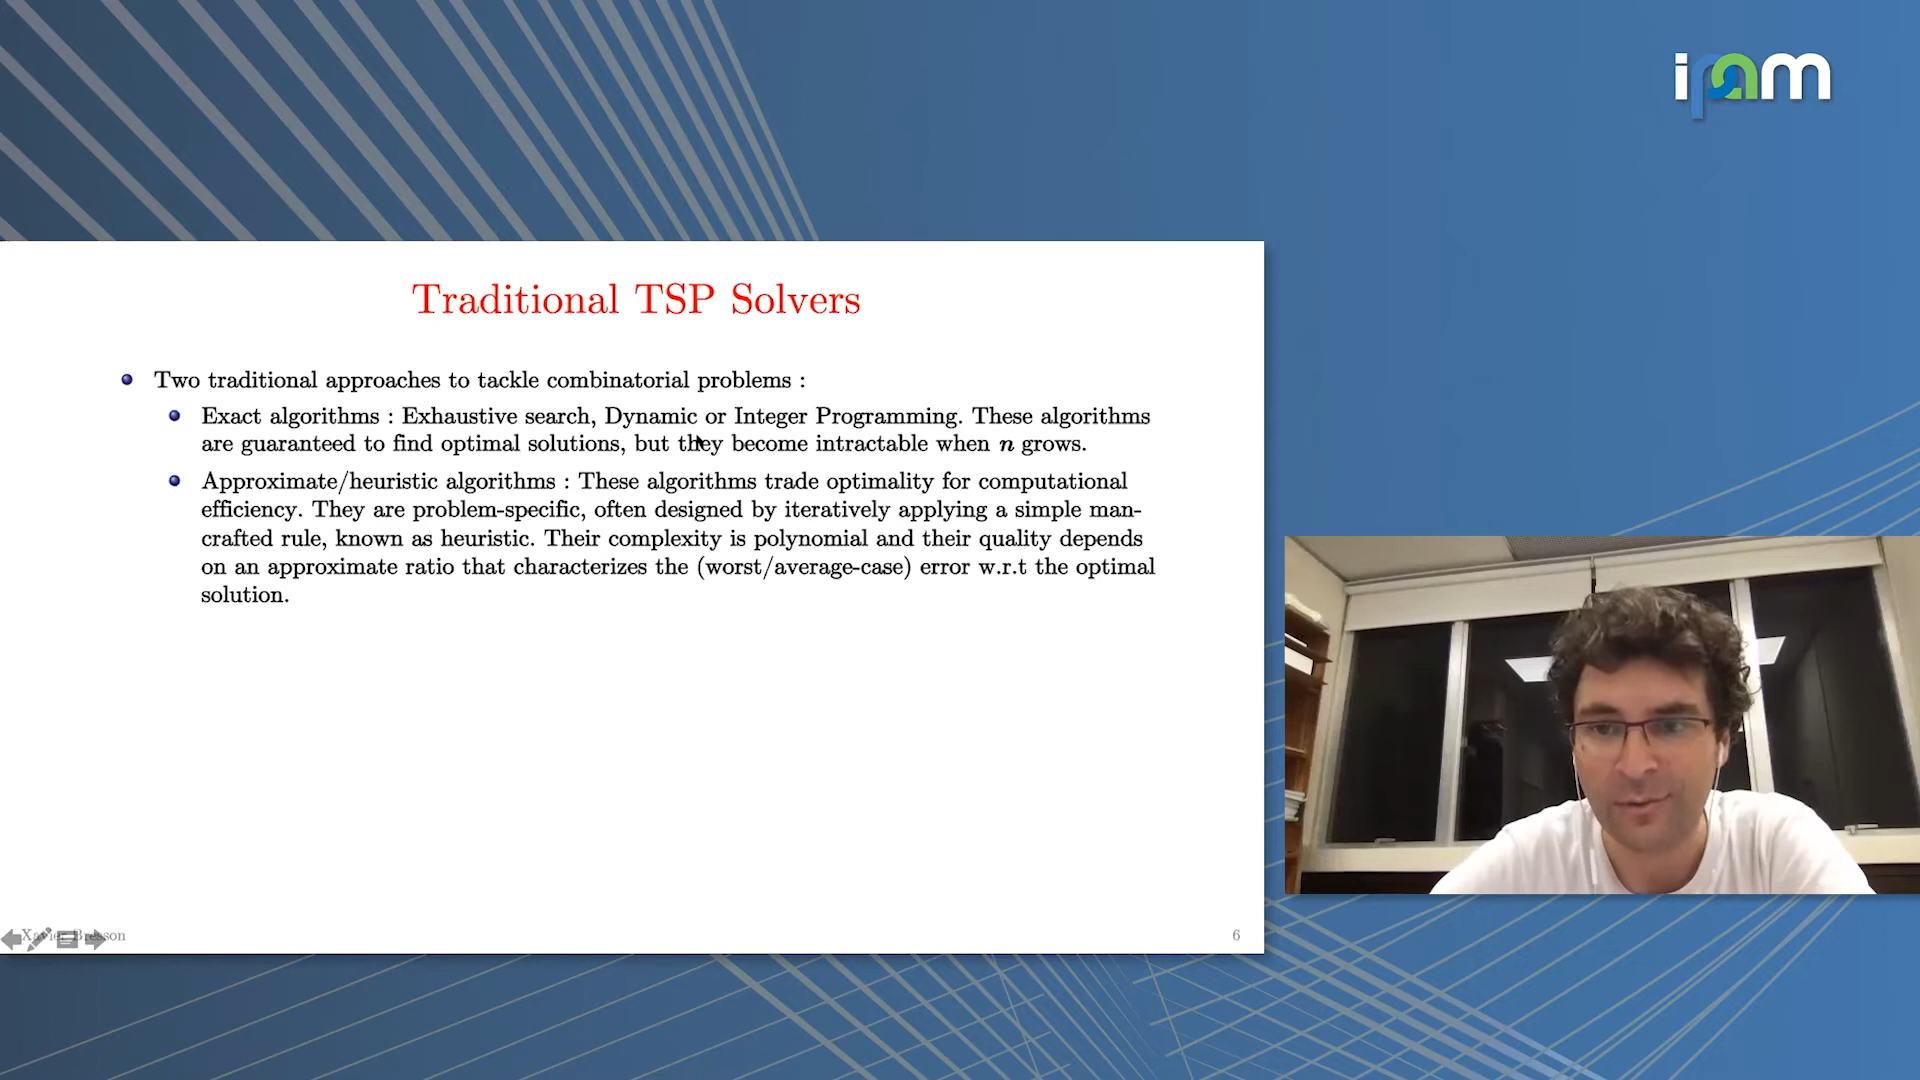 ipam
Traditional TSP Solvers
Two traditional approaches to tackle combinatorial problems :
Exact algorithms : Exhaustive search, Dynamic or Integer Programming. These algorithms
are guaranteed to find optimal solutions, but they become intractable when n grows.
Approximate/heuristic algorithms : These algorithms trade optimality for computational
efficiency. They are problem-specific, often designed by iteratively applying a simple man-
crafted rule, known as heuristic. Their complexity is polynomial and their quality depends
on an approximate ratio that characterizes the (worst/average-case) error w.r.t the optimal
solution.
Xavier Bresson
6